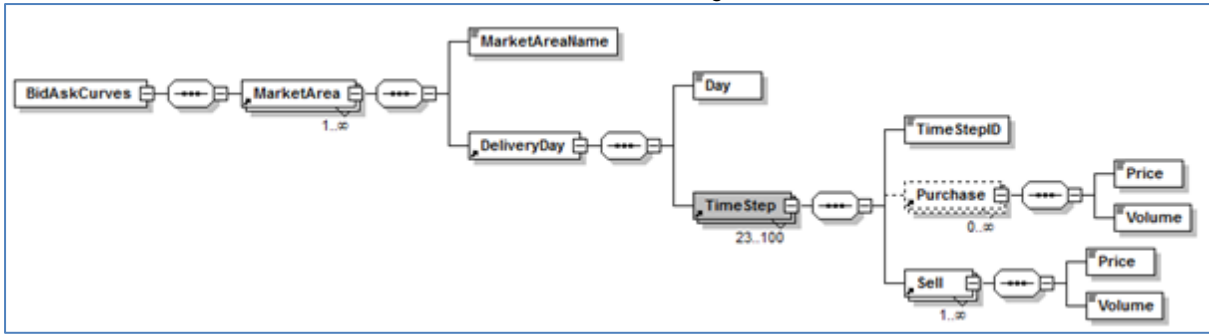 MarketAreaName
Day
BidAskCurves
MarketArea
1..∞
TimeStepID
DeliveryDay
Price
Purchase
0..∞
TimeStep
23..100
Volume
Price
Sell
1..∞
Volume